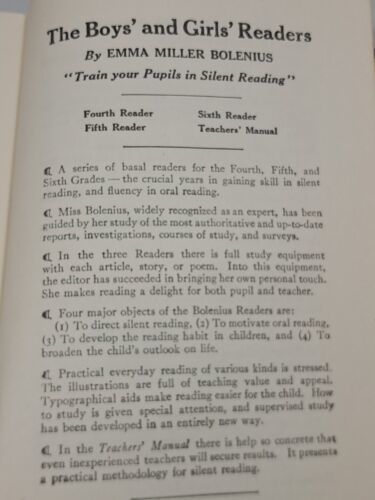 The Boys' and Girls' Readers
By EMMA MILLER BOLENIUS
"Train your Pupils in Silent Reading"
Fourth Reader Sixth Reader
Fifth Reader Teachers' Manual
¶ A series of basal readers for the Fourth, Fifth, and
Sixth Grades — the crucial years in gaining skill in silent
reading, and fluency in oral reading.
¶ Miss Bolenius, widely recognized as an expert, has been
guided by her study of the most authoritative and up-to-date
reports, investigations, courses of study, and surveys.
¶ In the three Readers there is full study equipment
with each article, story, or poem. Into this equipment,
the editor has succeeded in bringing her own personal touch.
She makes reading a delight for both pupil and teacher.
¶ Four major objects of the Bolenius Readers are:
(1) To direct silent reading, (2) To motivate oral reading,
(3) To develop the reading habit in children, and (4) To
broaden the child's outlook on life.
¶ Practical everyday reading of various kinds is stressed.
The illustrations are full of teaching value and appeal.
Typographical aids make reading easier for the child. How
to study is given special attention, and supervised study
has been developed in an entirely new way.
¶ In the Teachers' Manual there is help so concrete that
even inexperienced teachers will secure results. It presents
a practical methodology for silent reading.